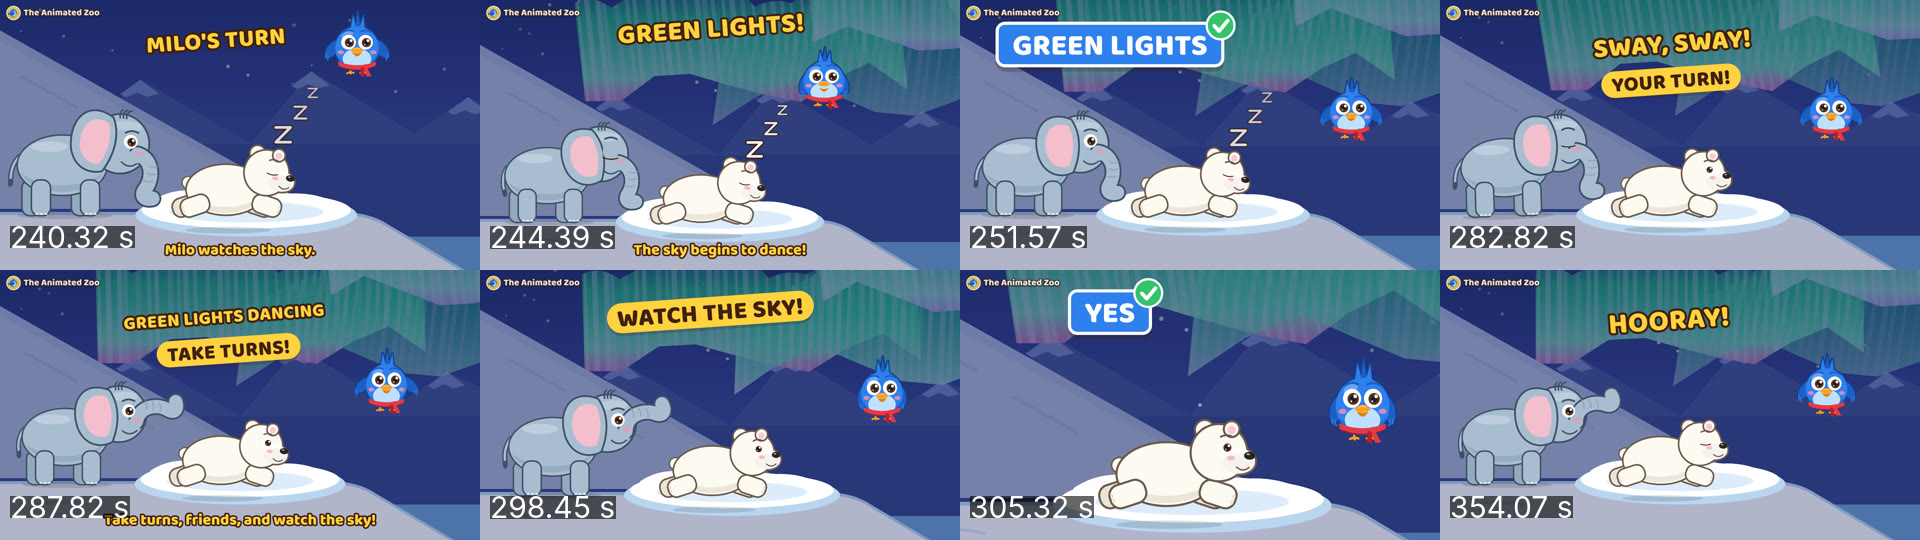 The Animated Zoo
MILO'S TURN
Z
Z
Z
Milo watches the sky.
240.32 s
The Animated Zoo
GREEN LIGHTS!
Z
Z
Z
The sky begins to dance!
244.39 s
The Animated Zoo
GREEN LIGHTS
Z
Z
Z
251.57 s
The Animated Zoo
SWAY, SWAY!
YOUR TURN!
282.82 s
The Animated Zoo
GREEN LIGHTS DANCING
TAKE TURNS!
287.82 s
Take turns, friends, and watch the sky!
The Animated Zoo
WATCH THE SKY!
298.45 s
The Animated Zoo
YES
305.32 s
The Animated Zoo
HOORAY!
354.07 s